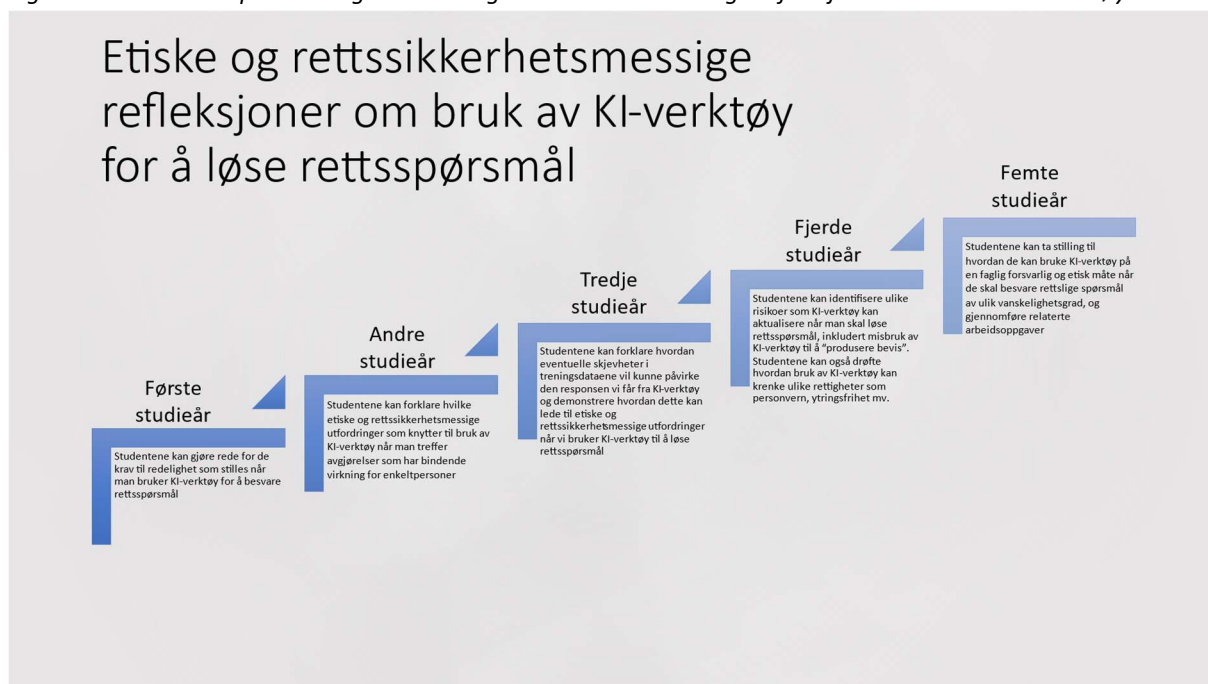 Etiske og rettssikkerhetsmessige
refleksjoner om bruk av KI-verktøy
for å løse rettsspørsmål
Første
studieår
Studentene kan gjøre rede for de
krav til redelighet som stilles når
man bruker KI-verktøy for å besvare
rettsspørsmål
Andre
studieår
Studentene kan forklare hvilke
etiske og rettssikkerhetsmessige
utfordringer som knytter til bruk av
KI-verktøy når man treffer
avgjørelser som har bindende
virkning for enkeltpersoner
Tredje
studieår
Studentene kan forklare hvordan
eventuelle skjevheter i
treningsdataene vil kunne påvirke
den responsen vi får fra KI-verktøy
og demonstrere hvordan dette kan
lede til etiske og
rettssikkerhetsmessige utfordringer
når vi bruker KI-verktøy til å løse
rettsspørsmål
Fjerde
studieår
Studentene kan identifisere ulike
risikoer som KI-verktøy kan
aktualisere når man skal løse
rettsspørsmål, inkludert misbruk av
KI-verktøy til å “produsere bevis”.
Studentene kan også drøfte
hvordan bruk av KI-verktøy kan
krenke ulike rettigheter som
personvern, ytringsfrihet mv.
Femte
studieår
Studentene kan ta stilling til
hvordan de kan bruke KI-verktøy på
en faglig forsvarlig og etisk måte når
de skal besvare rettslige spørsmål
av ulik vanskelighetsgrad, og
gjennomføre relaterte
arbeidsoppgaver